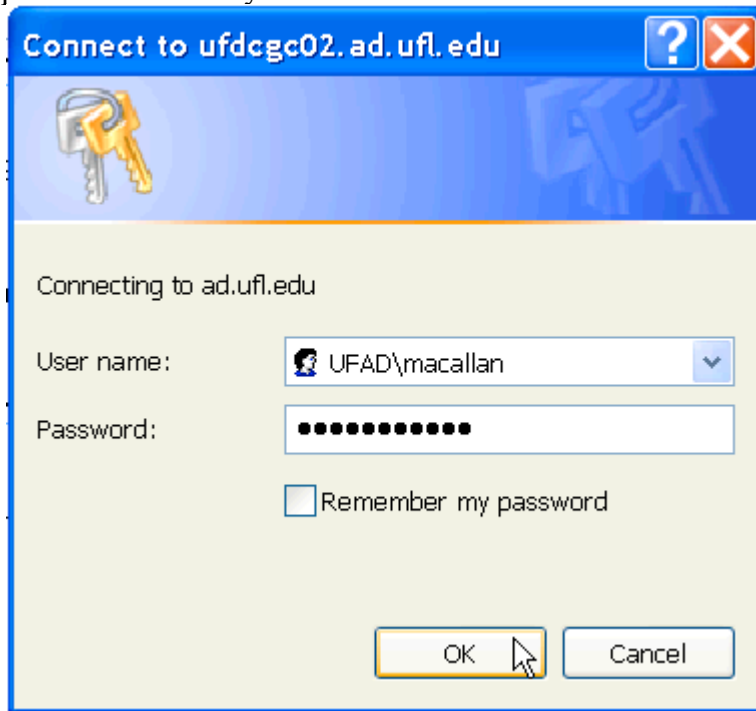 Connect to ufdcgc02.ad.ufl.edu
Connecting to ad.ufl.edu
User name: UFAD\macallan
Password: •••••••••••
Remember my password
OK Cancel